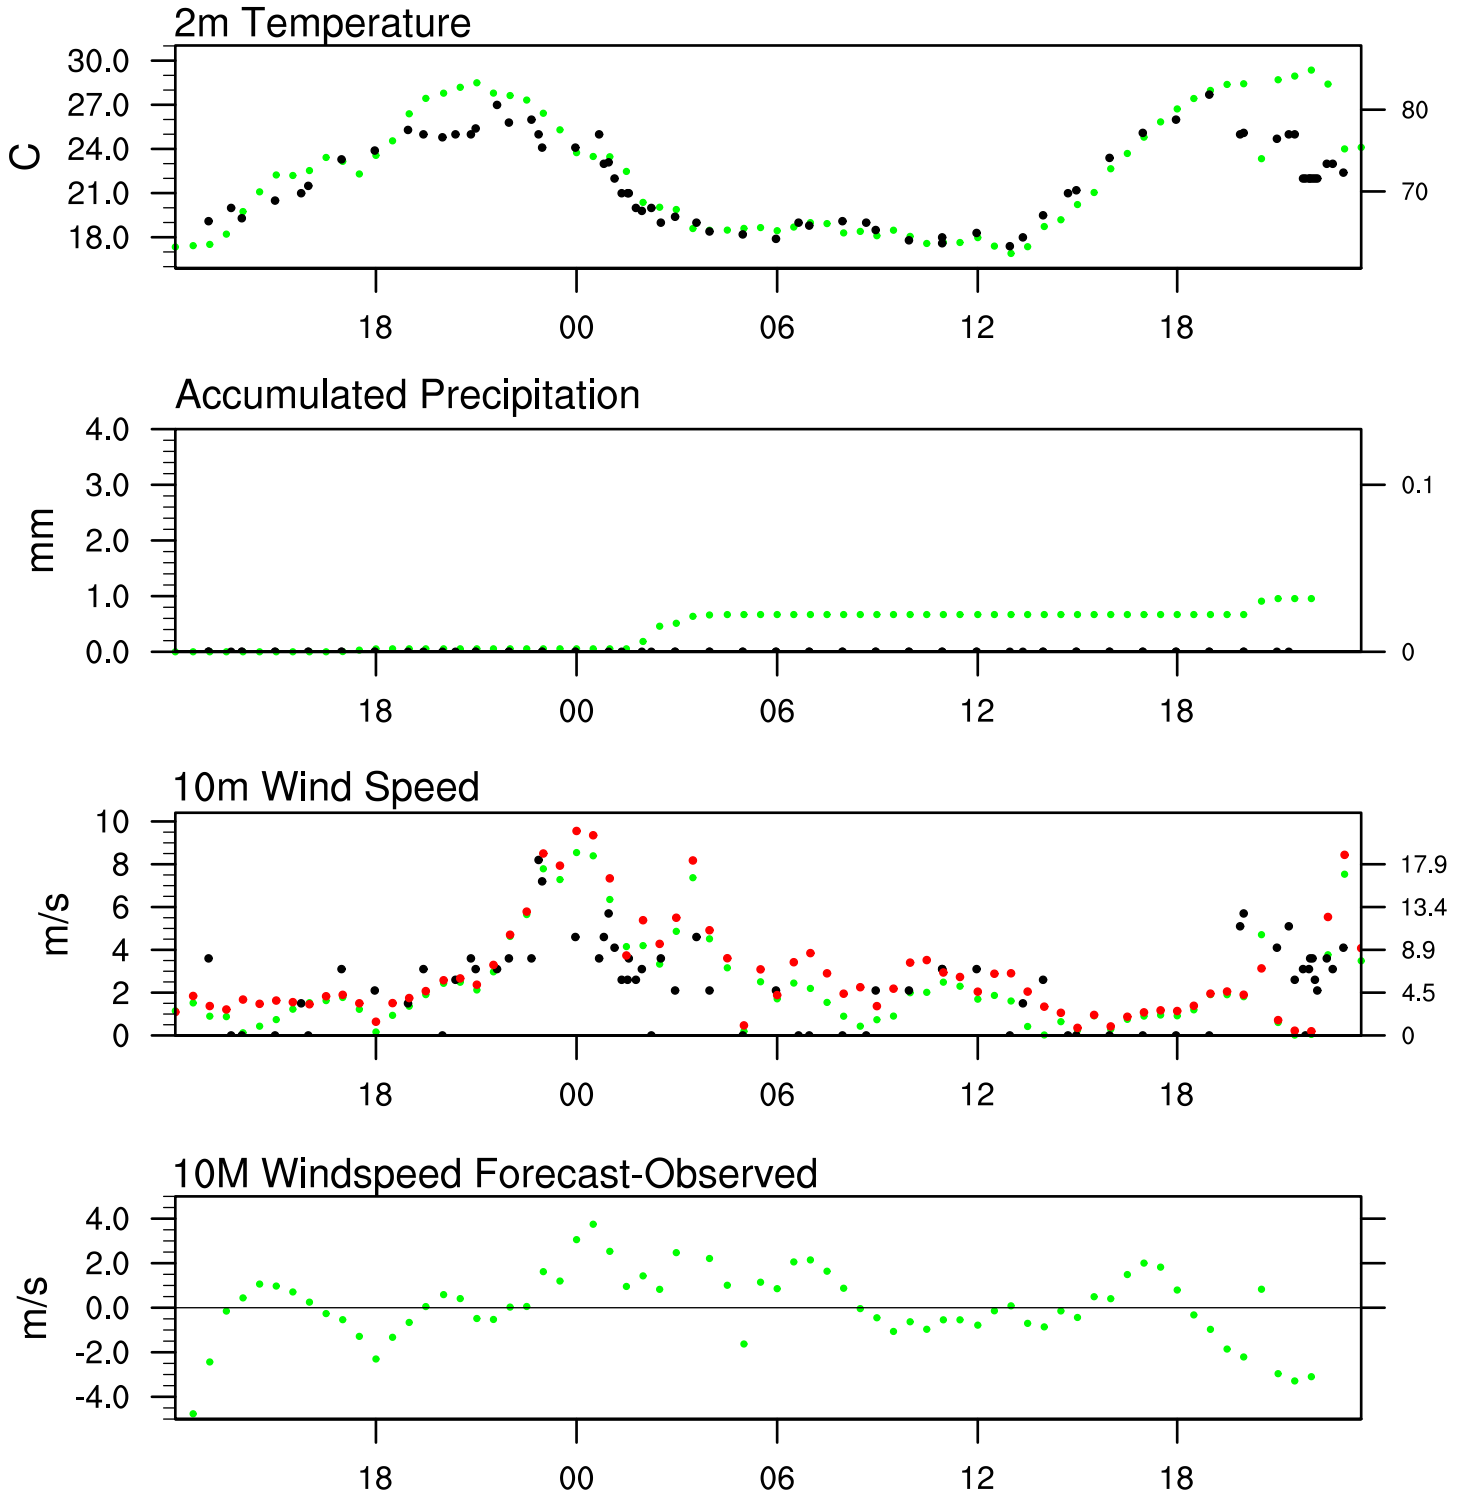 2m Temperature
30.0
27.0
24.0
21.0
18.0
C
80
70
18 00 06 12 18
Accumulated Precipitation
4.0
3.0
2.0
1.0
0.0
mm
0.1
0
18 00 06 12 18
10m Wind Speed
10
8
6
4
2
0
m/s
17.9
13.4
8.9
4.5
0
18 00 06 12 18
10M Windspeed Forecast-Observed
4.0
2.0
0.0
-2.0
-4.0
m/s
18 00 06 12 18